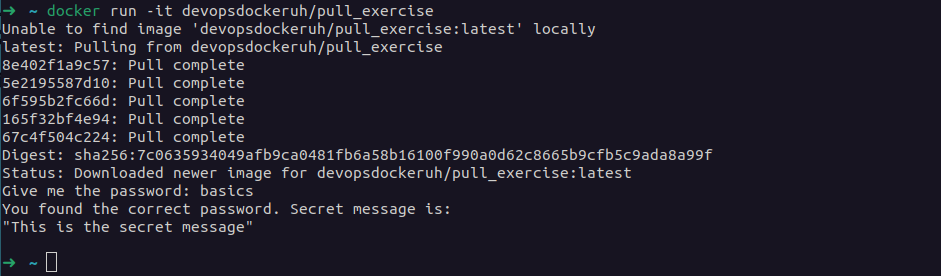 ➜ ~ docker run -it devopsdockeruh/pull_exercise
Unable to find image 'devopsdockeruh/pull_exercise:latest' locally
latest: Pulling from devopsdockeruh/pull_exercise
8e402f1a9c57: Pull complete
5e2195587d10: Pull complete
6f595b2fc66d: Pull complete
165f32bf4e94: Pull complete
67c4f504c224: Pull complete
Digest: sha256:7c0635934049afb9ca0481fb6a58b16100f990a0d62c8665b9cfb5c9ada8a99f
Status: Downloaded newer image for devopsdockeruh/pull_exercise:latest
Give me the password: basics
You found the correct password. Secret message is:
"This is the secret message"
➜ ~